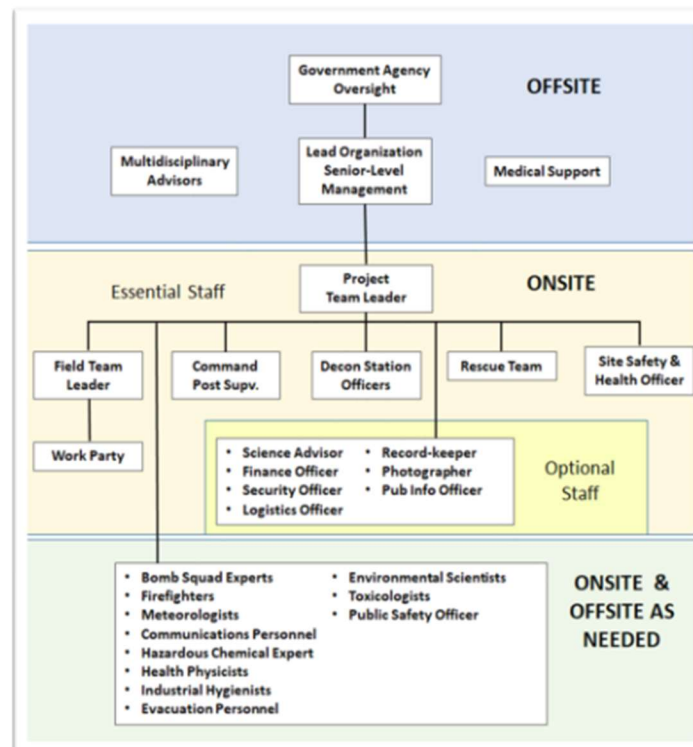 Government Agency
Oversight
OFFSITE
Multidisciplinary
Advisors
Lead Organization
Senior-Level
Management
Medical Support
Essential Staff
Project
Team Leader
ONSITE
Field Team
Leader
Command
Post Supv.
Decon Station
Officers
Rescue Team
Site Safety &
Health Officer
Work Party
• Science Advisor
• Finance Officer
• Security Officer
• Logistics Officer
• Record-keeper
• Photographer
• Pub Info Officer
Optional
Staff
• Bomb Squad Experts
• Firefighters
• Meteorologists
• Communications Personnel
• Hazardous Chemical Expert
• Health Physicists
• Industrial Hygienists
• Evacuation Personnel
• Environmental Scientists
• Toxicologists
• Public Safety Officer
ONSITE &
OFFSITE AS
NEEDED